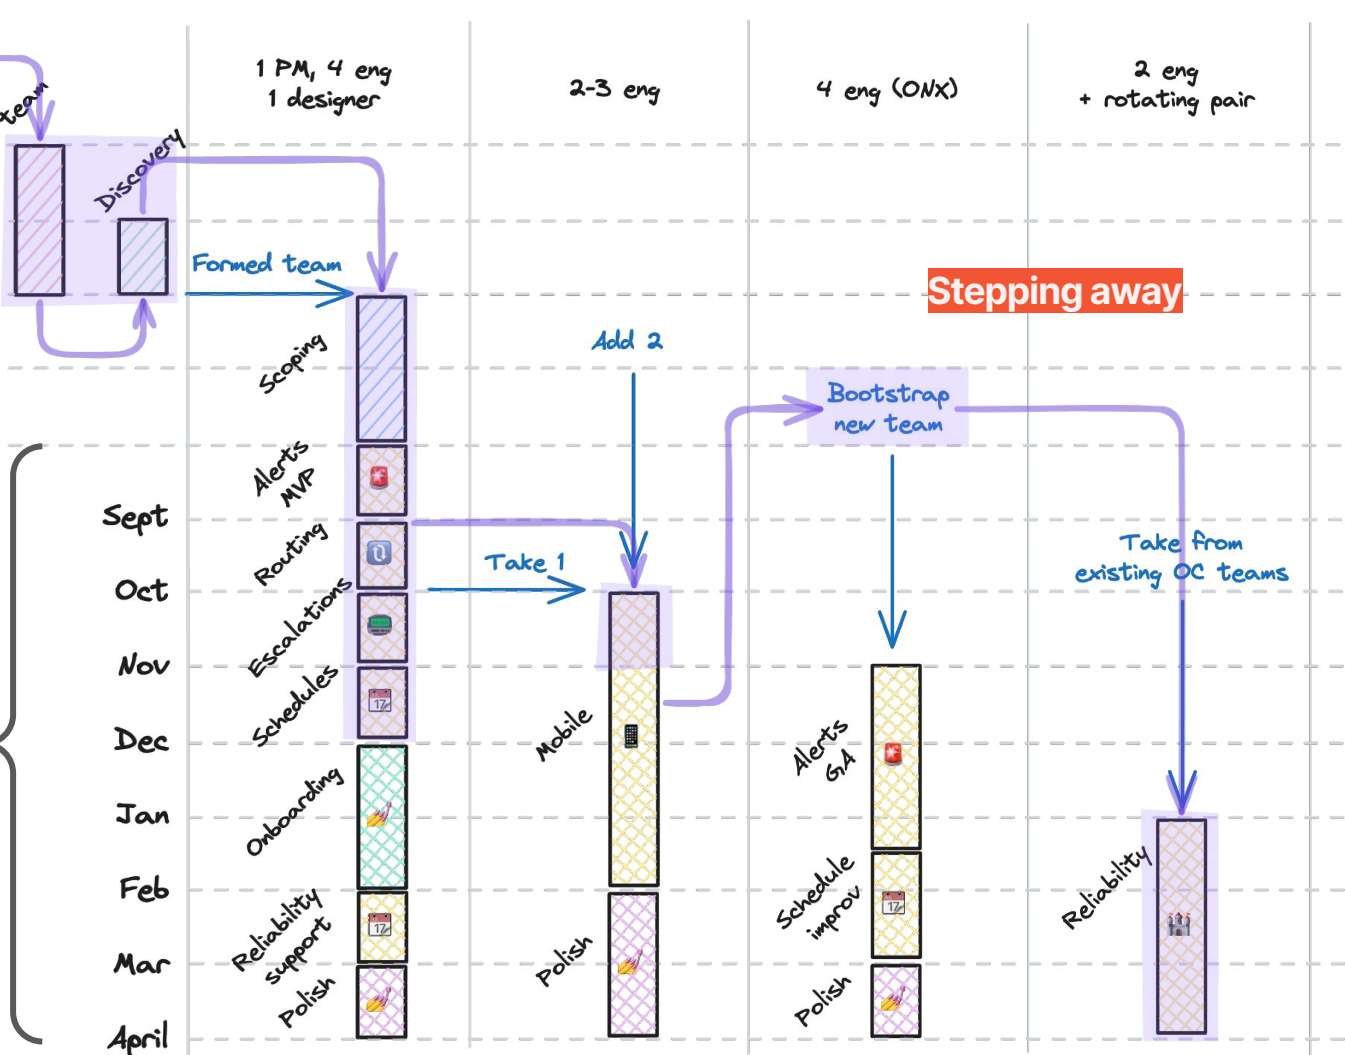 1 PM, 4 eng
1 designer
2-3 eng
4 eng (ONX)
2 eng
+ rotating pair
team
Discovery
Formed team
Stepping away
Add 2
Scoping
Bootstrap
new team
Alerts
MVP
Sept
Routing
Take 1
Take from
existing OC teams
Oct
Escalations
Nov
Schedules
Mobile
Alerts
GA
Dec
Onboarding
Jan
Feb
Schedule
improv
Reliability
Reliability
support
Mar
Polish
Polish
Polish
April
17
17
17